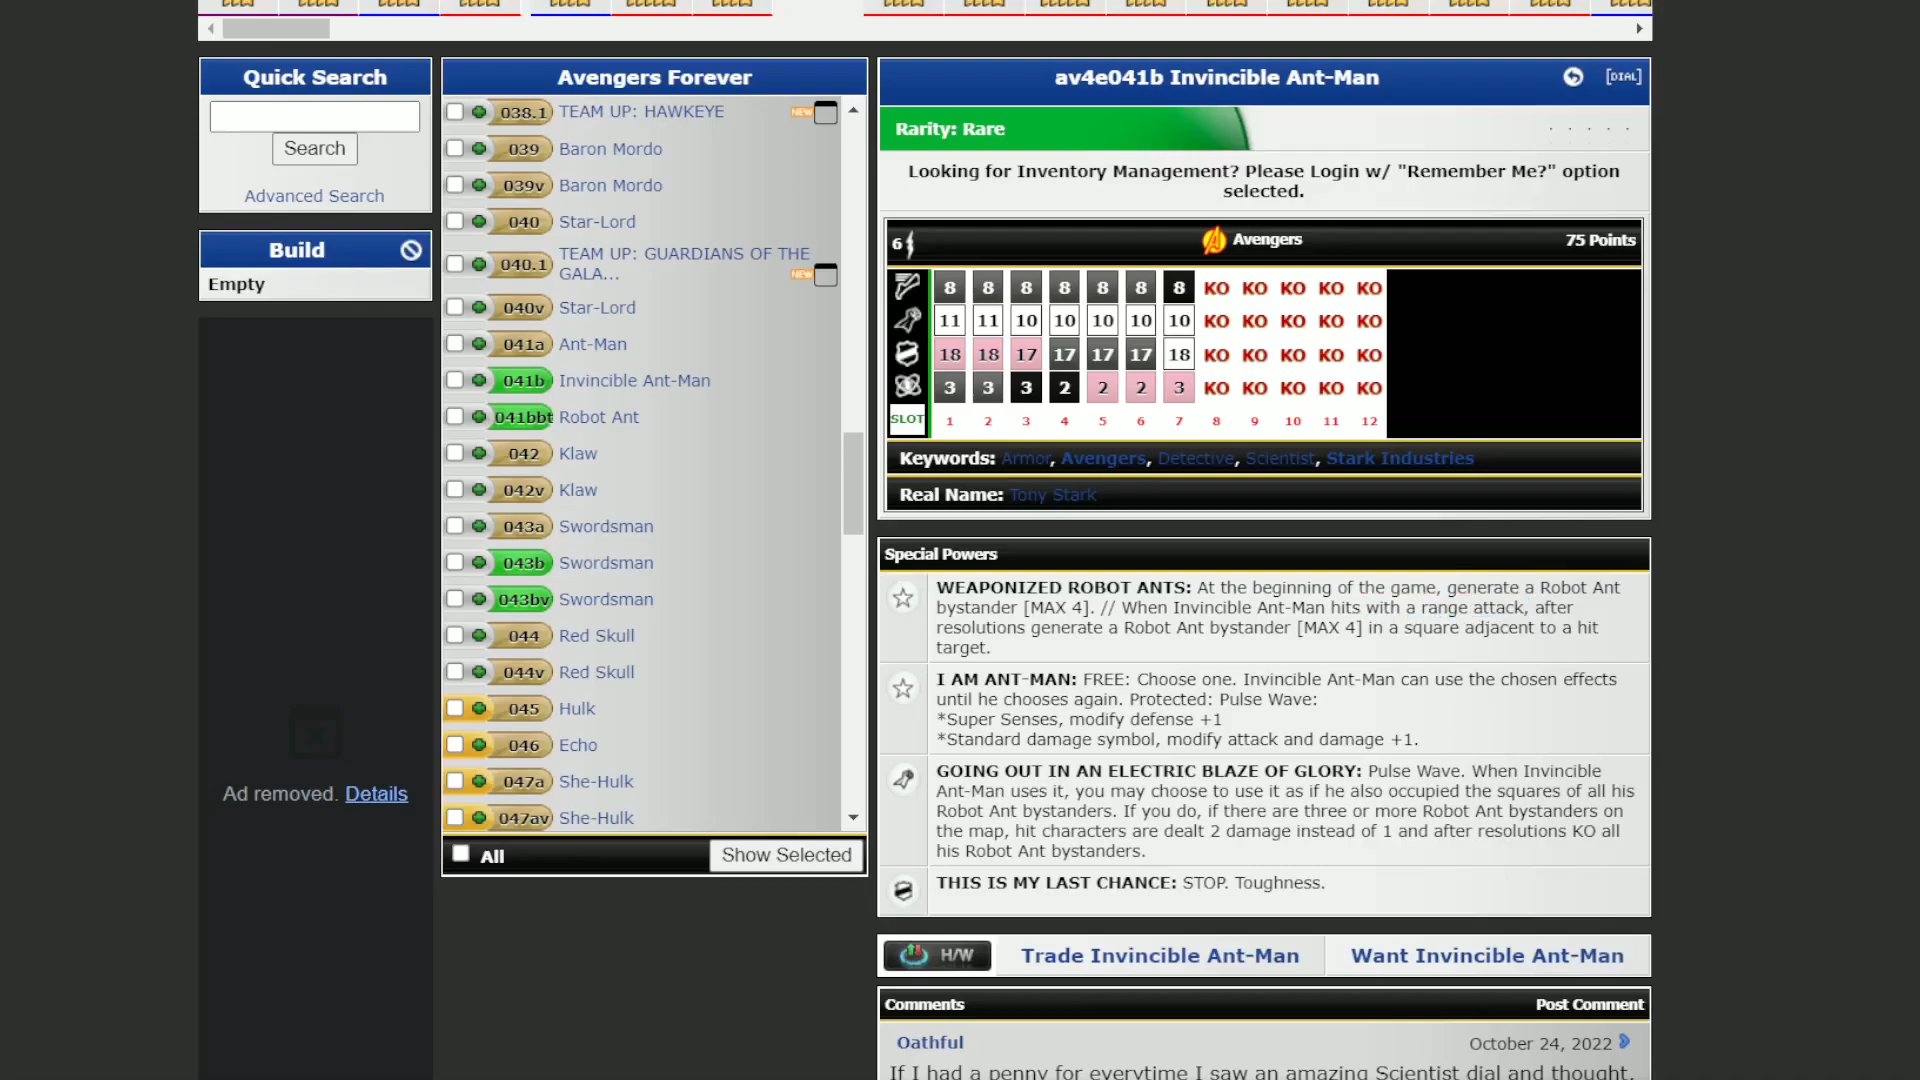 Quick Search
Search
Advanced Search
Build
Empty
Ad removed. Details
Avengers Forever
038.1 TEAM UP: HAWKEYE NEW
039 Baron Mordo
039v Baron Mordo
040 Star-Lord
040.1 TEAM UP: GUARDIANS OF THE
GALA... NEW
040v Star-Lord
041a Ant-Man
041b Invincible Ant-Man
041bbt Robot Ant
042 Klaw
042v Klaw
043a Swordsman
043b Swordsman
043bv Swordsman
044 Red Skull
044v Red Skull
045 Hulk
046 Echo
047a She-Hulk
047av She-Hulk
All Show Selected
av4e041b Invincible Ant-Man [DIAL]
Rarity: Rare
Looking for Inventory Management? Please Login w/ "Remember Me?" option
selected.
6 Avengers 75 Points
8 8 8 8 8 8 8 KO KO KO KO KO
11 11 10 10 10 10 10 KO KO KO KO KO
18 18 17 17 17 17 18 KO KO KO KO KO
3 3 3 2 2 2 3 KO KO KO KO KO
SLOT 1 2 3 4 5 6 7 8 9 10 11 12
Keywords: Armor, Avengers, Detective, Scientist, Stark Industries
Real Name: Tony Stark
Special Powers
WEAPONIZED ROBOT ANTS: At the beginning of the game, generate a Robot Ant
bystander [MAX 4]. // When Invincible Ant-Man hits with a range attack, after
resolutions generate a Robot Ant bystander [MAX 4] in a square adjacent to a hit
target.
I AM ANT-MAN: FREE: Choose one. Invincible Ant-Man can use the chosen effects
until he chooses again. Protected: Pulse Wave:
*Super Senses, modify defense +1
*Standard damage symbol, modify attack and damage +1.
GOING OUT IN AN ELECTRIC BLAZE OF GLORY: Pulse Wave. When Invincible
Ant-Man uses it, you may choose to use it as if he also occupied the squares of all his
Robot Ant bystanders. If you do, if there are three or more Robot Ant bystanders on
the map, hit characters are dealt 2 damage instead of 1 and after resolutions KO all
his Robot Ant bystanders.
THIS IS MY LAST CHANCE: STOP. Toughness.
H/W Trade Invincible Ant-Man Want Invincible Ant-Man
Comments Post Comment
Oathful October 24, 2022
If I had a penny for everytime I saw an amazing Scientist dial and thought,